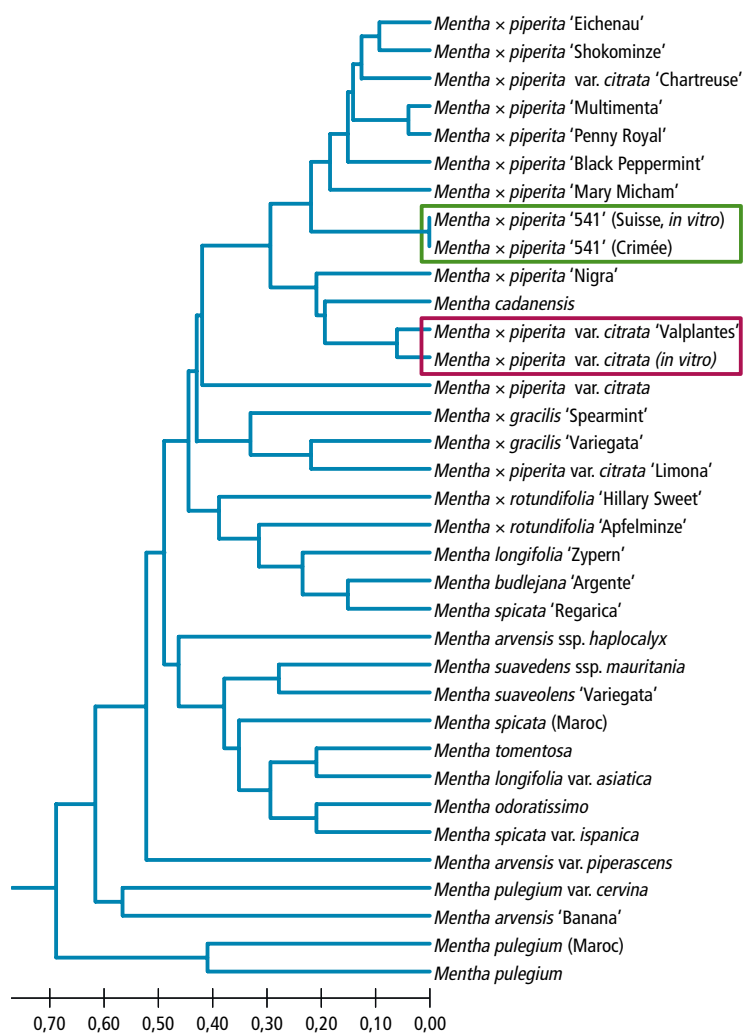 Mentha × piperita ‘Eichenau’
Mentha × piperita ‘Shokominze’
Mentha × piperita var. citrata ‘Chartreuse’
Mentha × piperita ‘Multimenta’
Mentha × piperita ‘Penny Royal’
Mentha × piperita ‘Black Peppermint’
Mentha × piperita ‘Mary Micham’
Mentha × piperita ‘541’ (Suisse, in vitro)
Mentha × piperita ‘541’ (Crimée)
Mentha × piperita ‘Nigra’
Mentha cadanensis
Mentha × piperita var. citrata ‘Valplantes’
Mentha × piperita var. citrata (in vitro)
Mentha × piperita var. citrata
Mentha × gracilis ‘Spearmint’
Mentha × gracilis ‘Variegata’
Mentha × piperita var. citrata ‘Limona’
Mentha × rotundifolia ‘Hillary Sweet’
Mentha × rotundifolia ‘Apfelminze’
Mentha longifolia ‘Zypern’
Mentha budlejana ‘Argente’
Mentha spicata ‘Regarica’
Mentha arvensis ssp. haplocalyx
Mentha suavedens ssp. mauritania
Mentha suaveolens ‘Variegata’
Mentha spicata (Maroc)
Mentha tomentosa
Mentha longifolia var. asiatica
Mentha odoratissimo
Mentha spicata var. ispanica
Mentha arvensis var. piperascens
Mentha pulegium var. cervina
Mentha arvensis ‘Banana’
Mentha pulegium (Maroc)
Mentha pulegium
0,70 0,60 0,50 0,40 0,30 0,20 0,10 0,00